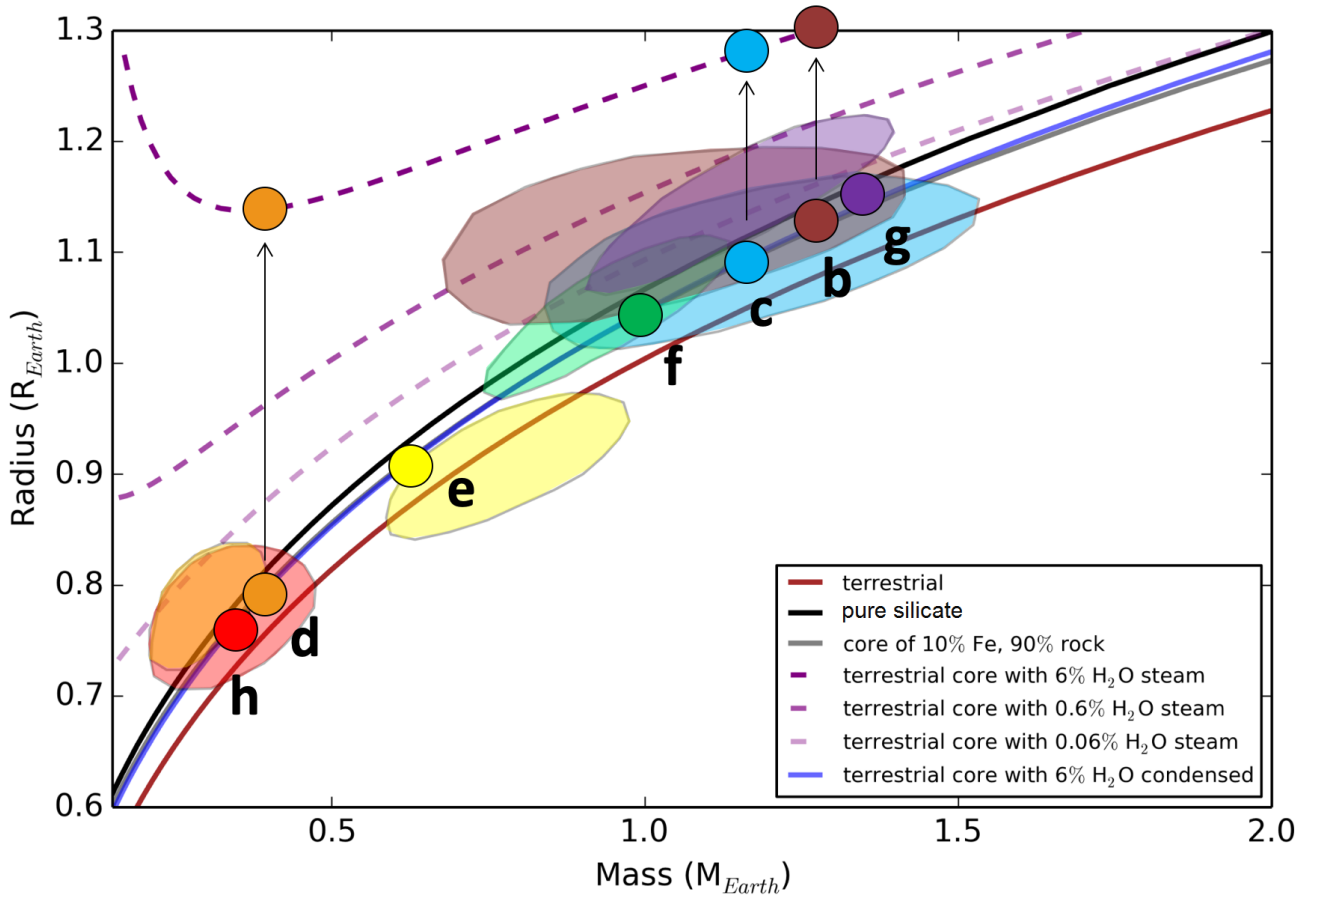 1.3
1.2
1.1
1.0
0.9
0.8
0.7
0.6
Radius (R_Earth)
g
b
c
f
e
d
h
terrestrial
pure silicate
core of 10% Fe, 90% rock
terrestrial core with 6% H₂O steam
terrestrial core with 0.6% H₂O steam
terrestrial core with 0.06% H₂O steam
terrestrial core with 6% H₂O condensed
0.5 1.0 1.5 2.0
Mass (M_Earth)